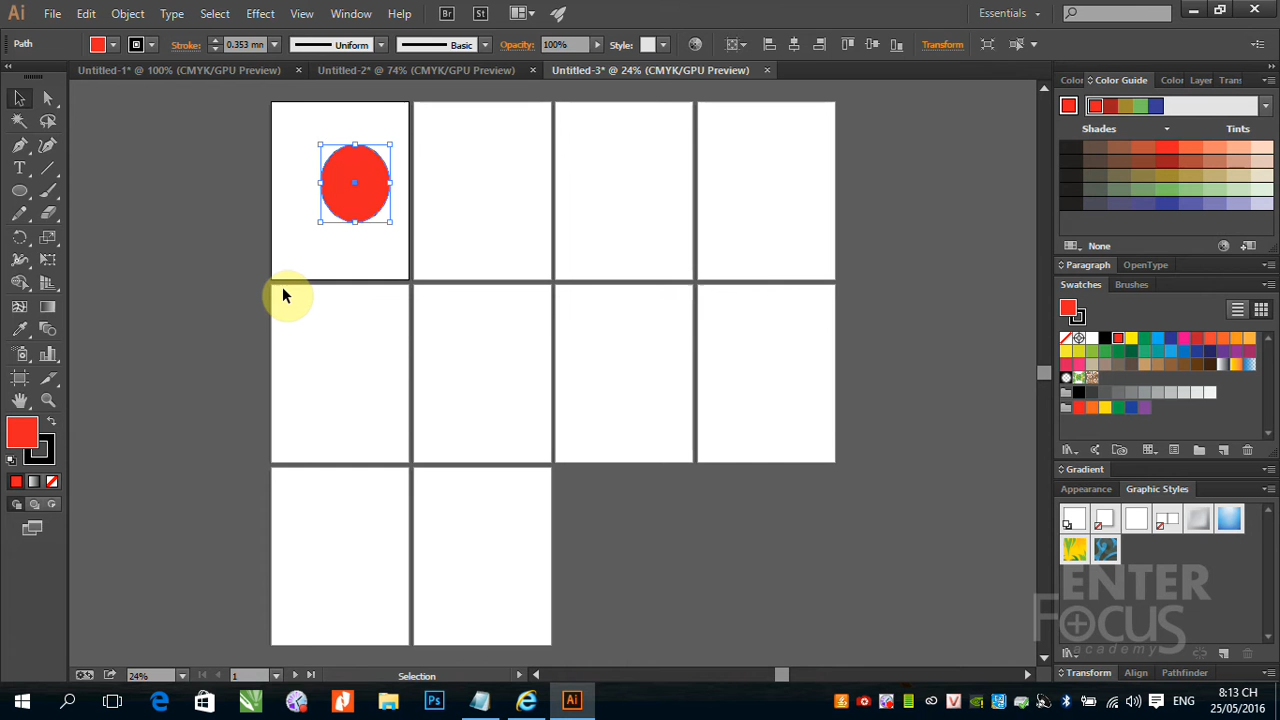 Ai File Edit Object Type Select Effect View Window Help Br St Essentials
Path Stroke: 0.353 mn Uniform Basic Opacity: 100% Style: Transform
Untitled-1* @ 100% (CMYK/GPU Preview) × Untitled-2* @ 74% (CMYK/GPU Preview) × Untitled-3* @ 24% (CMYK/GPU Preview) ×
Color Color Guide Color Layer Trans
Shades Tints
None
Paragraph OpenType
Swatches Brushes
Gradient
Appearance Graphic Styles
ENTER
FOCUS
academy
24% 1 Selection
Transform Align Pathfinder
Ps Ai ENG 8:13 CH
25/05/2016